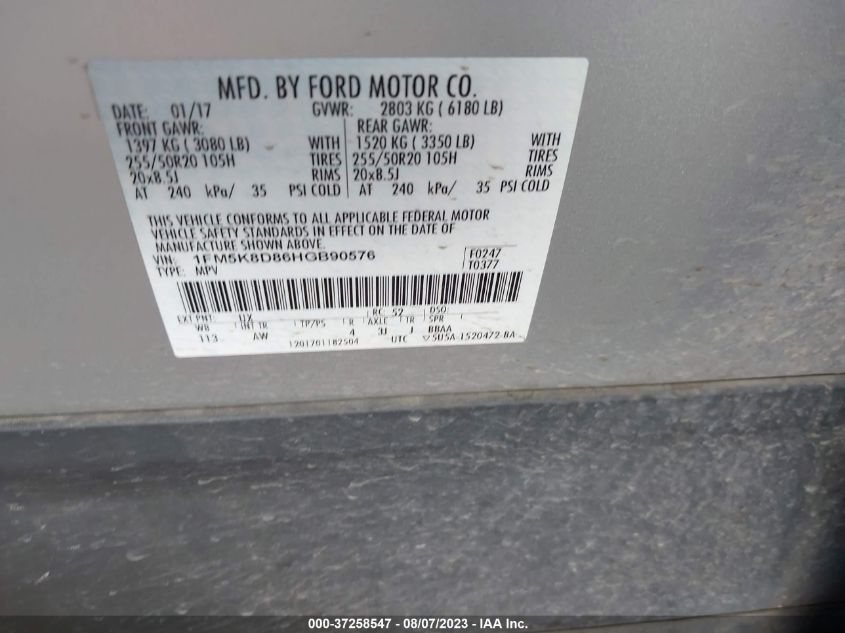 MFD. BY FORD MOTOR CO.
DATE: 01/17 GVWR: 2803 KG ( 6180 LB)
FRONT GAWR: REAR GAWR:
1397 KG ( 3080 LB) WITH 1520 KG ( 3350 LB) WITH
255/50R20 105H TIRES 255/50R20 105H TIRES
20x8.5J RIMS 20x8.5J RIMS
AT 240 kPa/ 35 PSI COLD AT 240 kPa/ 35 PSI COLD
THIS VEHICLE CONFORMS TO ALL APPLICABLE FEDERAL MOTOR
VEHICLE SAFETY STANDARDS IN EFFECT ON THE DATE OF
MANUFACTURE SHOWN ABOVE.
VIN: 1FM5K8D86HGB90576 F0247
TYPE: MPV T0377
EXT PNT: UX RC: 52 DSO:
WB INT TR TP/PS R AXLE TR SPR
113 AW 4 3J J BBAA
1201701182504 UTC 5U5A-1520472-BA
000-37258547 - 08/07/2023 - IAA Inc.